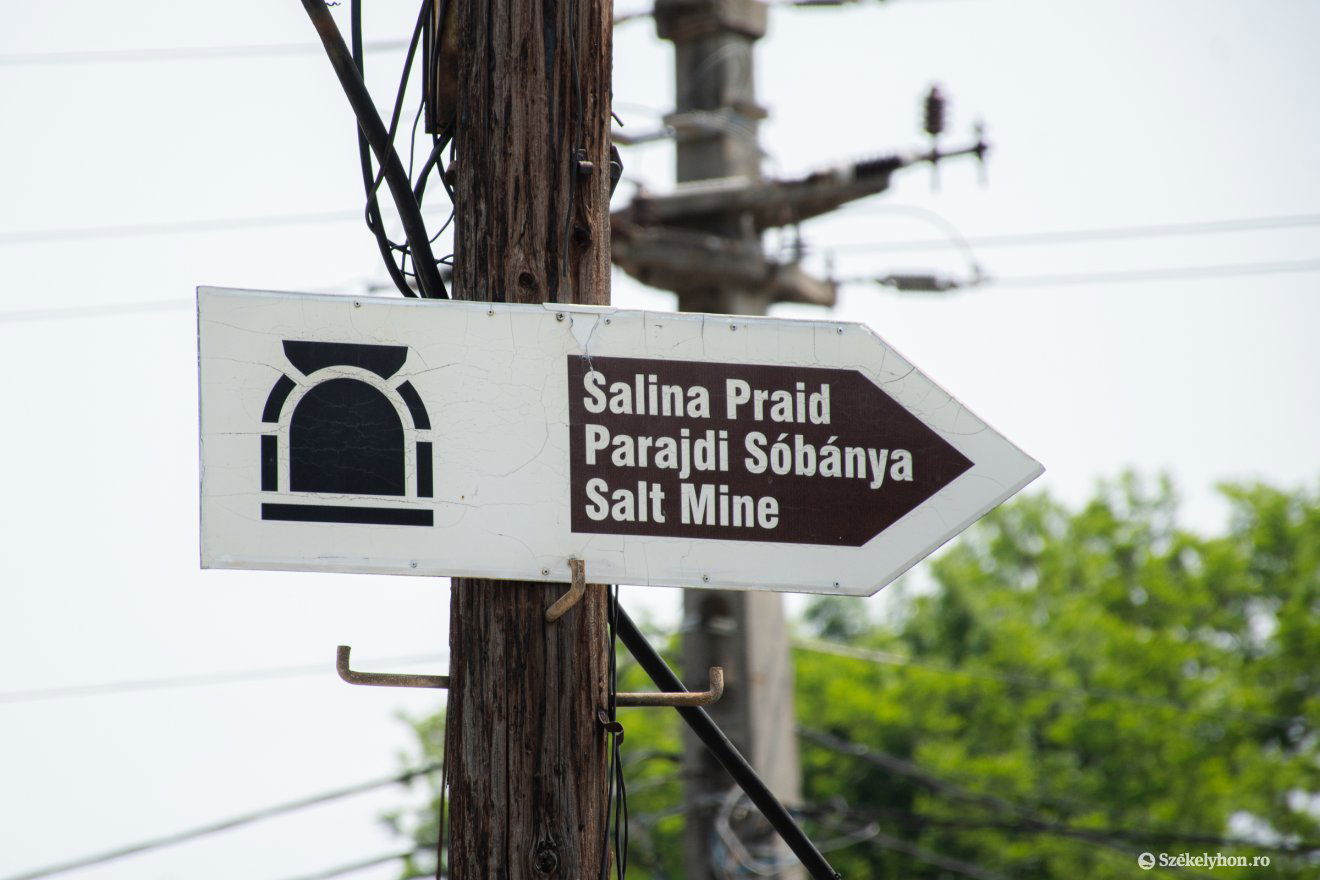 Salina Praid
Parajdi Sóbánya
Salt Mine
Székelyhon.ro